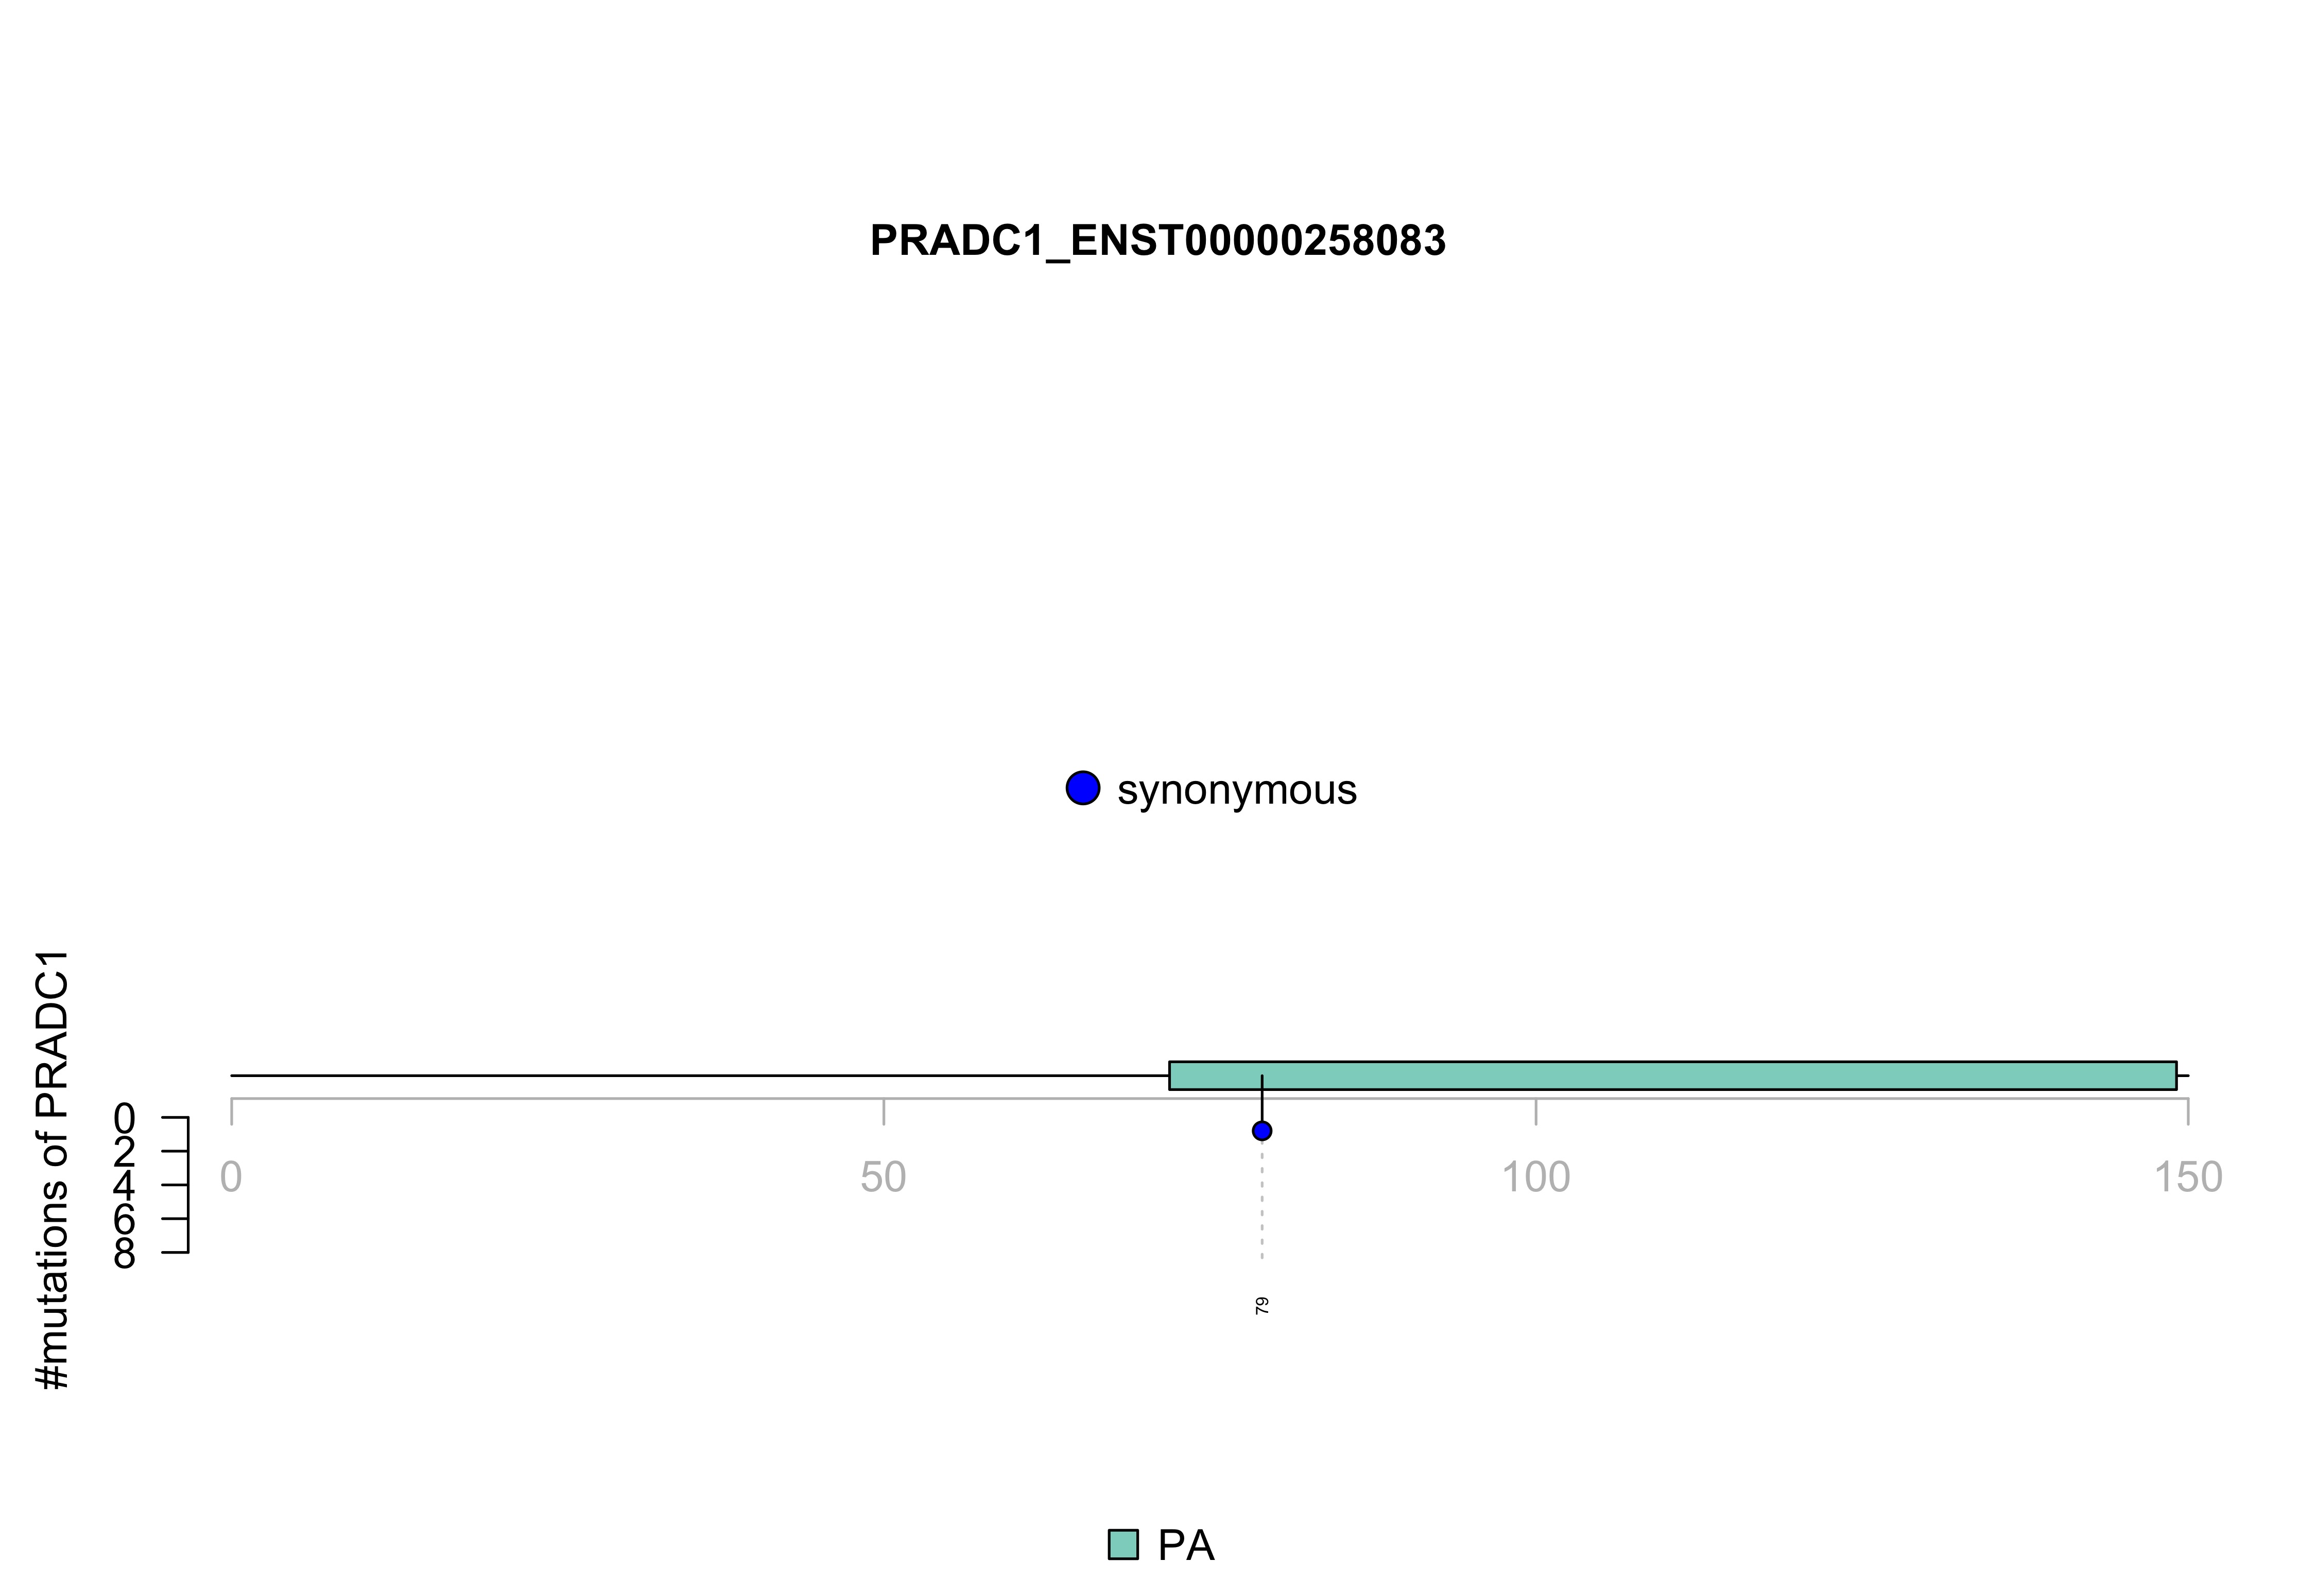 PRADC1_ENST00000258083
synonymous
#mutations of PRADC1
0
2
4
6
8
0
50
100
150
79
PA